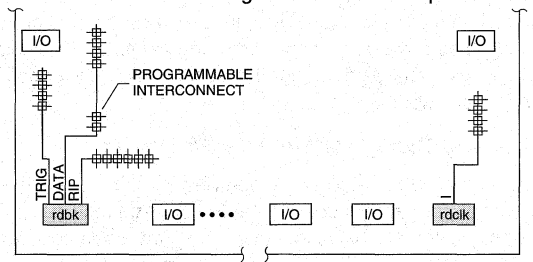 I/O
I/O
PROGRAMMABLE
INTERCONNECT
TRIG
DATA
RIP
rdbk
I/O
I/O
I/O
I
rdclk